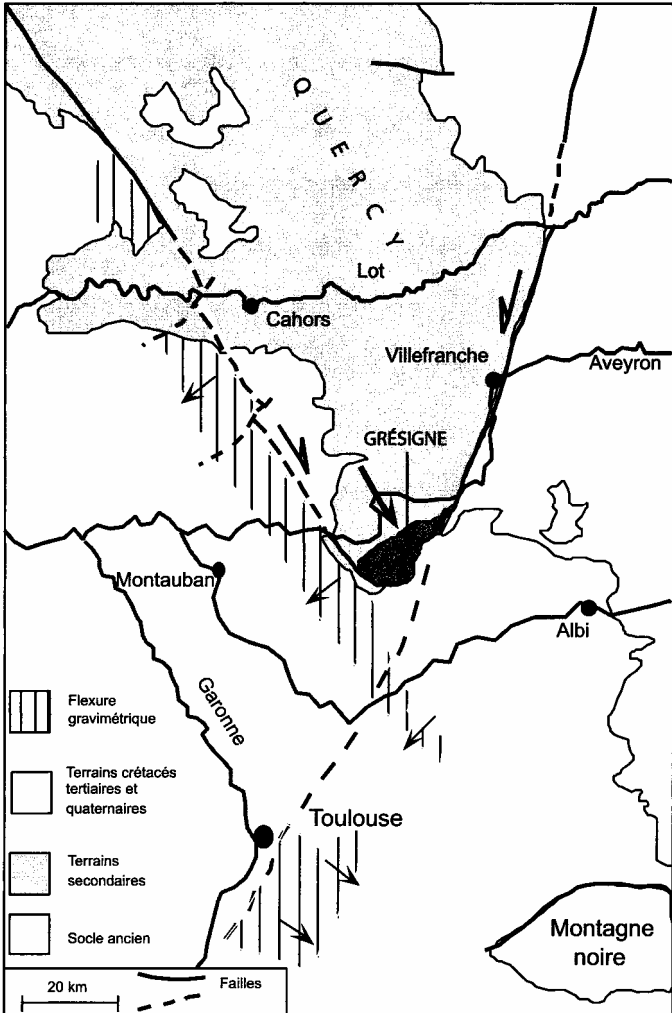 QUERCY
Lot
Cahors
Villefranche
Aveyron
GRÉSIGNE
Montauban
Albi
Garonne
Toulouse
Montagne
noire
Flexure
gravimétrique
Terrains crétacés
tertiaires et
quaternaires
Terrains
secondaires
Socle ancien
20 km
Failles